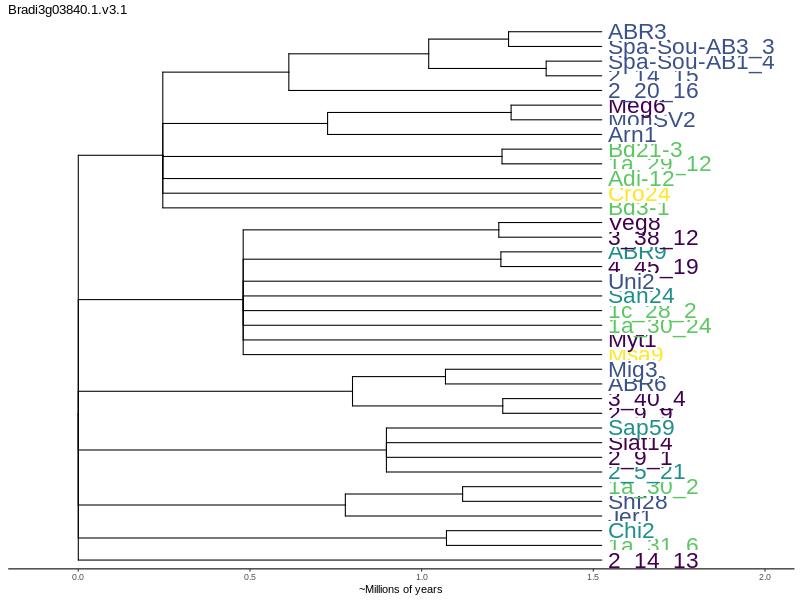 Bradi3g03840.1.v3.1
ABR3
Spa-Sou-AB3_3
Spa-Sou-AB1_4
2_14_15
2_20_16
Meg6
MonSV2
Arn1
Bd21-3
1a_29_12
Adi-12
Cro24
Bd3-1
Veg8
3_38_12
ABR9
4_45_19
Uni2
San24
1c_28_2
1a_30_24
Myt1
Msa9
Mig3
ABR6
3_40_4
2_9_9
Sap59
Slat14
2_9_1
2_5_21
1a_30_2
Jer1
Chi2
1a_31_6
2_14_13
0.0 0.5 1.0 1.5 2.0
~Millions of years